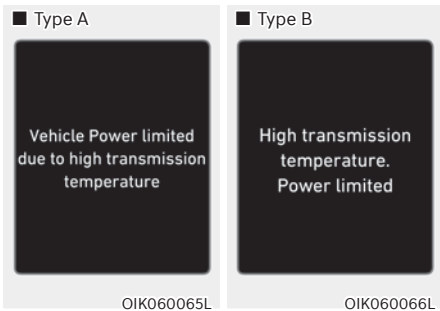 ■ Type A
Vehicle Power limited
due to high transmission
temperature
OIK060065L
■ Type B
High transmission
temperature.
Power limited
OIK060066L